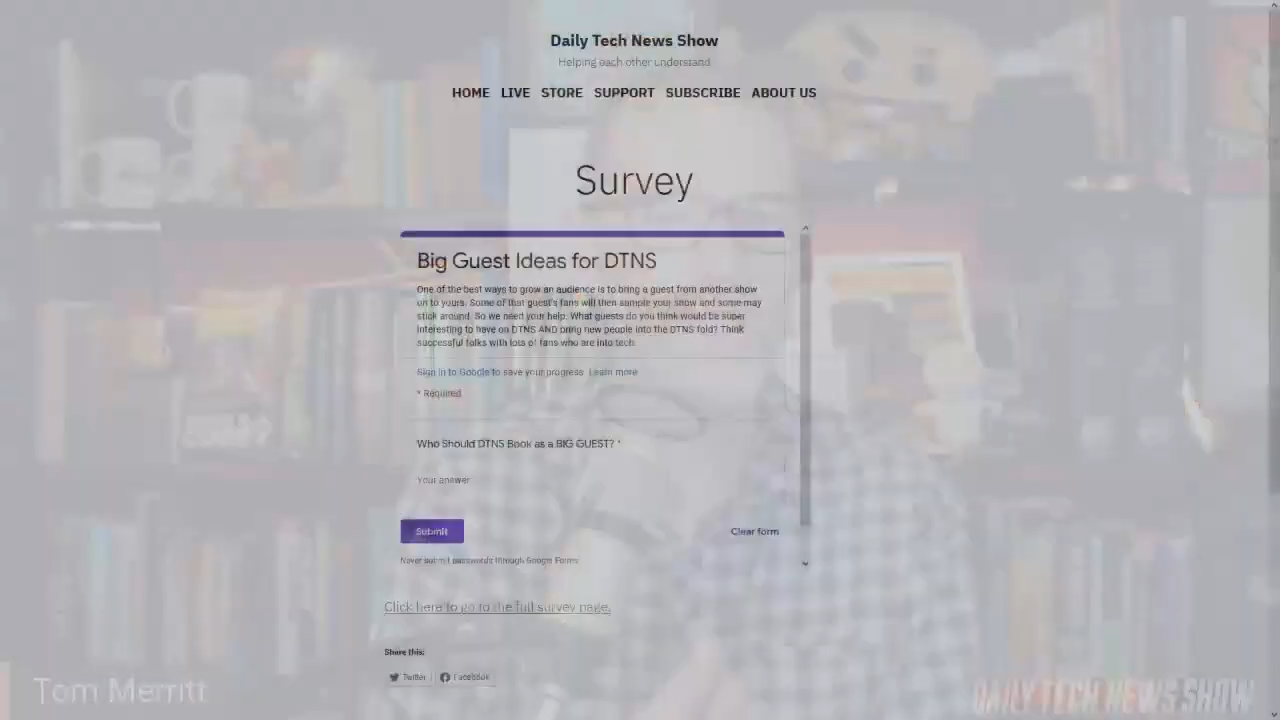 Daily Tech News Show
Helping each other understand
HOME LIVE STORE SUPPORT SUBSCRIBE ABOUT US
Survey
Big Guest Ideas for DTNS
One of the best ways to grow an audience is to bring a guest from another show
on to yours. Some of that guest's fans will then sample your show and some may
stick around. So we need your help. What guests do you think would be super
interesting to have on DTNS AND bring new people into the DTNS fold? Think
successful folks with lots of fans who are into tech.
Sign in to Google to save your progress. Learn more
* Required
Who Should DTNS Book as a BIG GUEST? *
Your answer
Submit
Clear form
Never submit passwords through Google Forms.
Click here to go to the full survey page.
Share this:
Twitter
Facebook
Tom Merritt
DAILY TECH NEWS SHOW